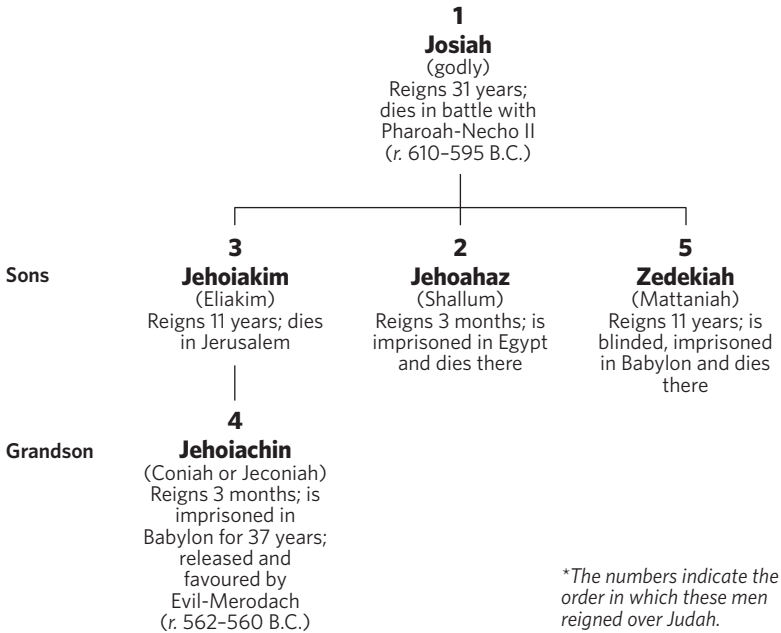 1
Josiah
(godly)
Reigns 31 years;
dies in battle with
Pharoah-Necho II
(r. 610–595 B.C.)
Sons
3
Jehoiakim
(Eliakim)
Reigns 11 years; dies
in Jerusalem
2
Jehoahaz
(Shallum)
Reigns 3 months; is
imprisoned in Egypt
and dies there
5
Zedekiah
(Mattaniah)
Reigns 11 years; is
blinded, imprisoned
in Babylon and dies
there
Grandson
4
Jehoiachin
(Coniah or Jeconiah)
Reigns 3 months; is
imprisoned in
Babylon for 37 years;
released and
favoured by
Evil-Merodach
(r. 562–560 B.C.)
*The numbers indicate the
order in which these men
reigned over Judah.